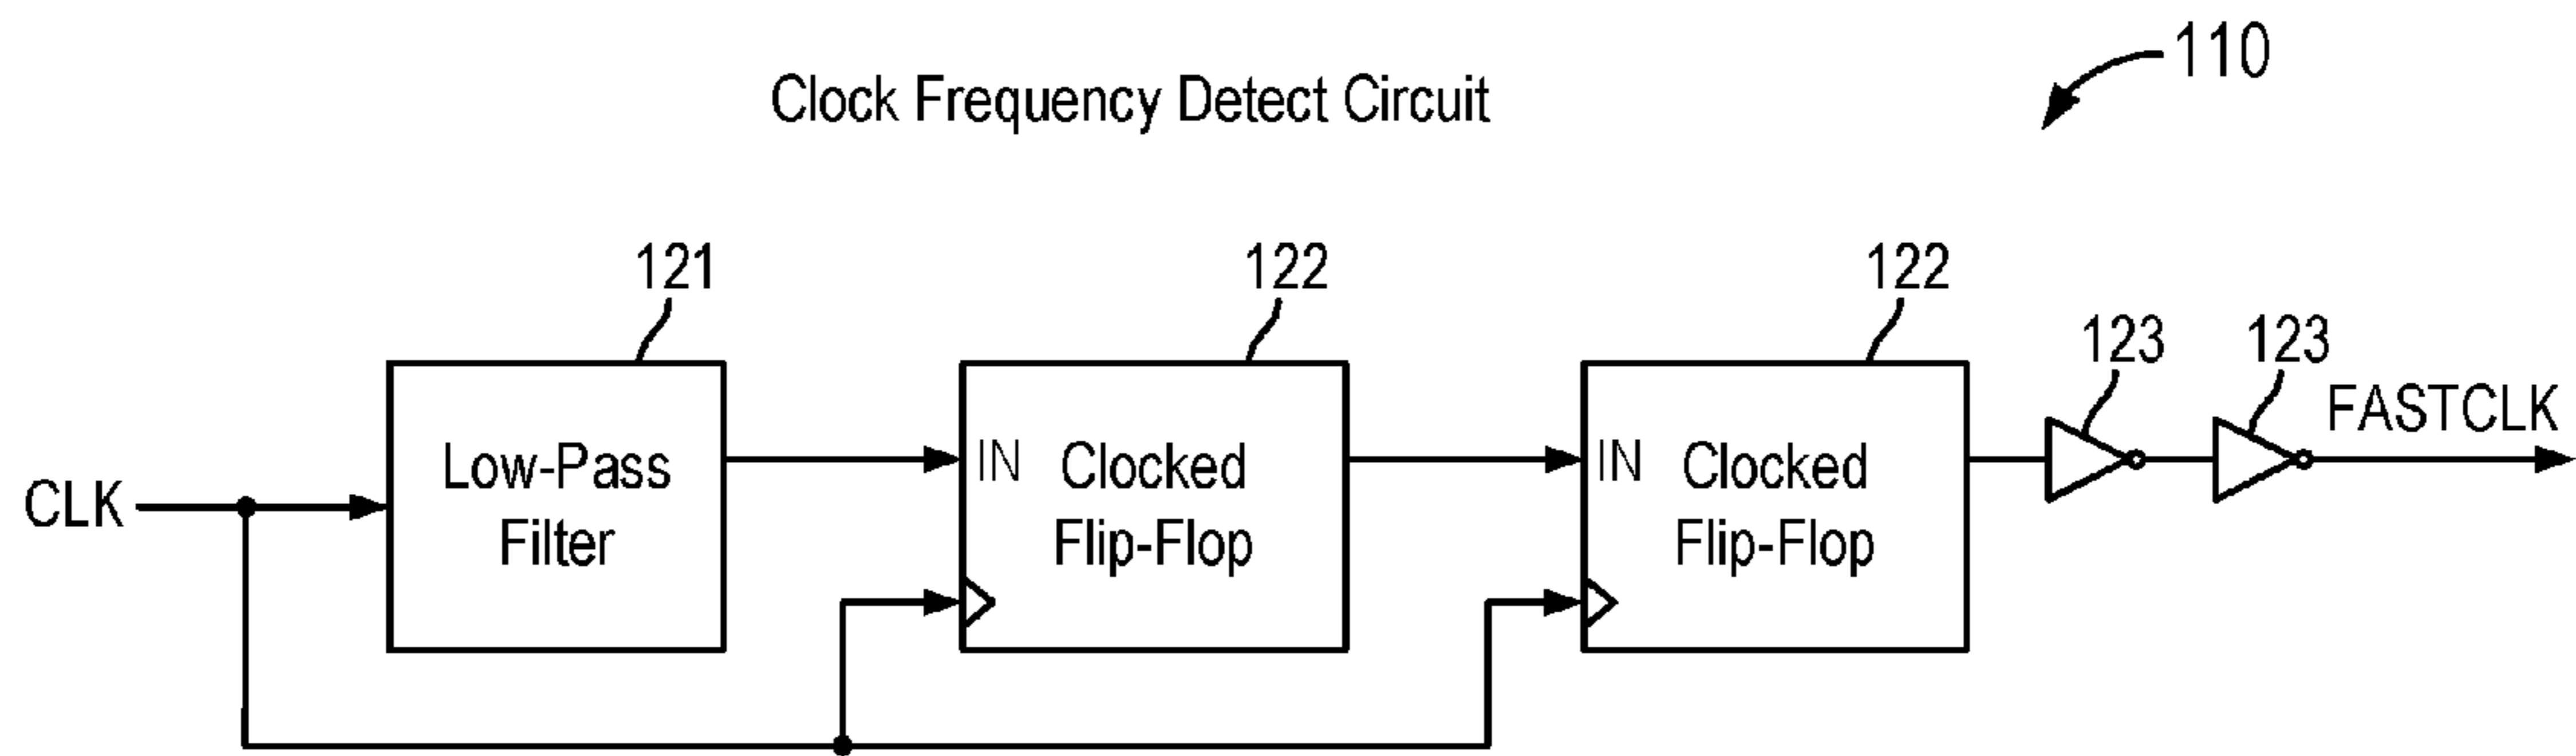 110
Clock Frequency Detect Circuit
121
122
122
123
123
FASTCLK
CLK
Low-Pass
Filter
IN
Clocked
Flip-Flop
IN
Clocked
Flip-Flop